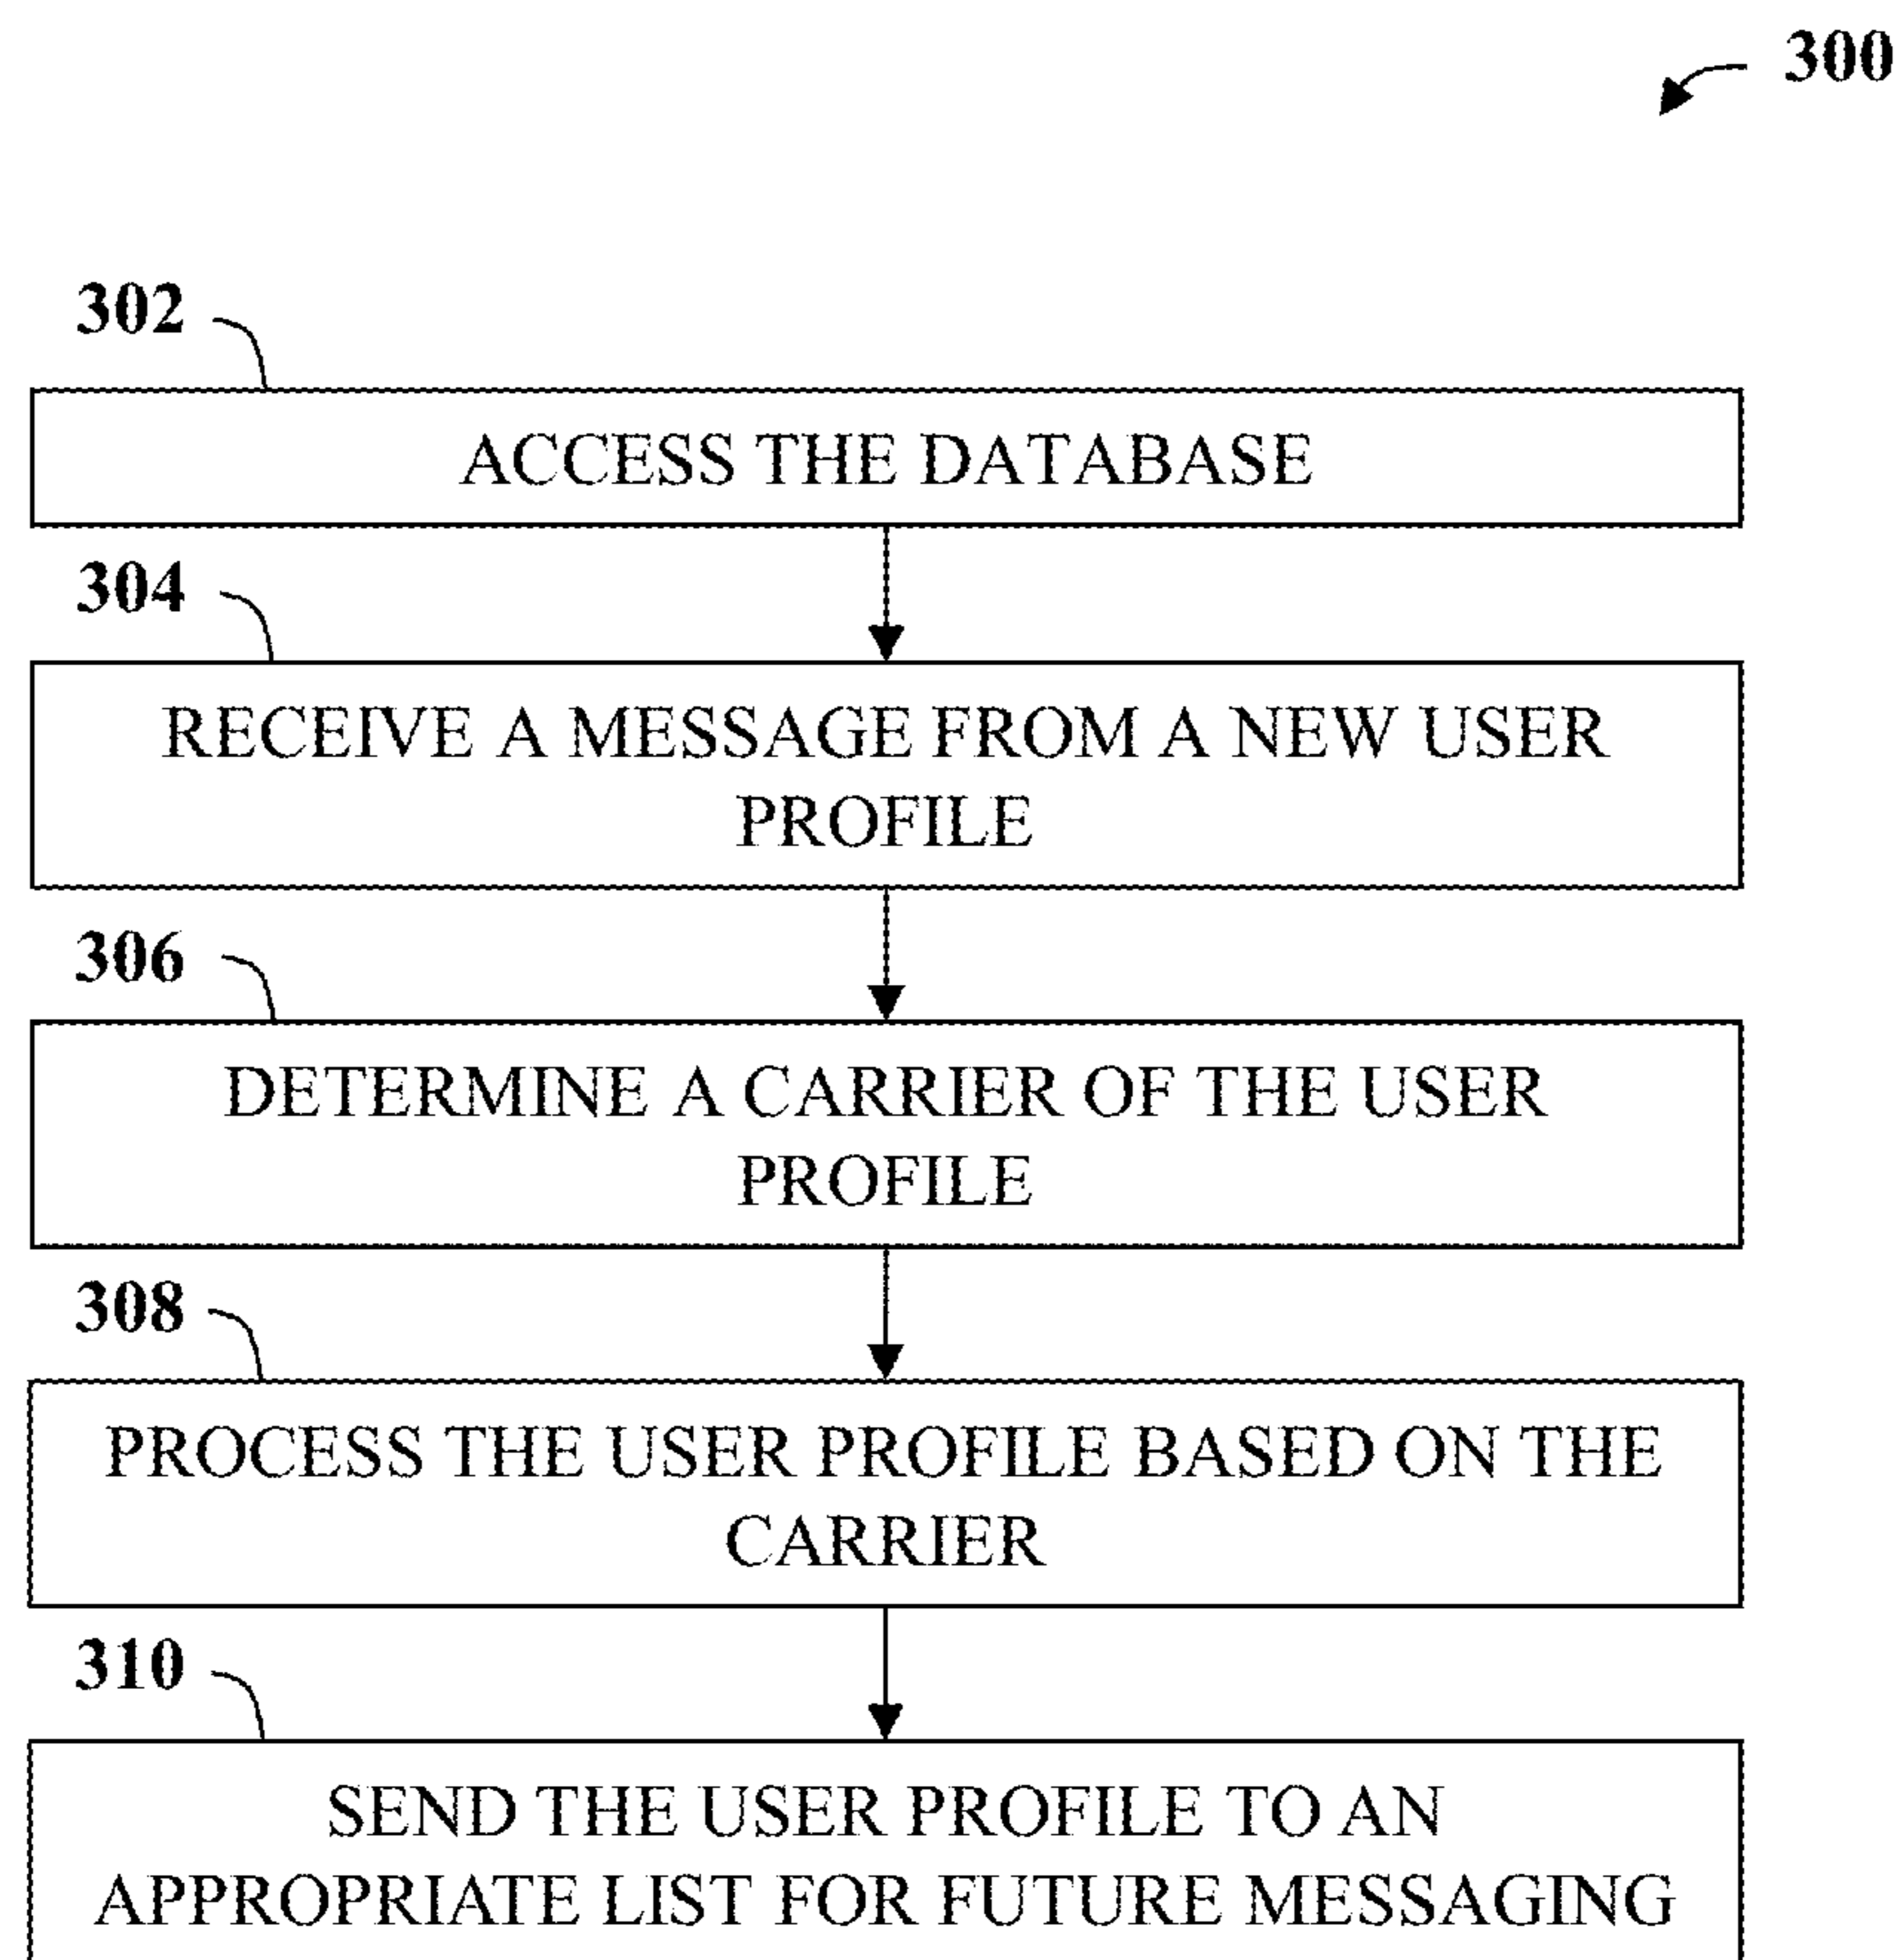 300
302
ACCESS THE DATABASE
304
RECEIVE A MESSAGE FROM A NEW USER
PROFILE
306
DETERMINE A CARRIER OF THE USER
PROFILE
308
PROCESS THE USER PROFILE BASED ON THE
CARRIER
310
SEND THE USER PROFILE TO AN
APPROPRIATE LIST FOR FUTURE MESSAGING